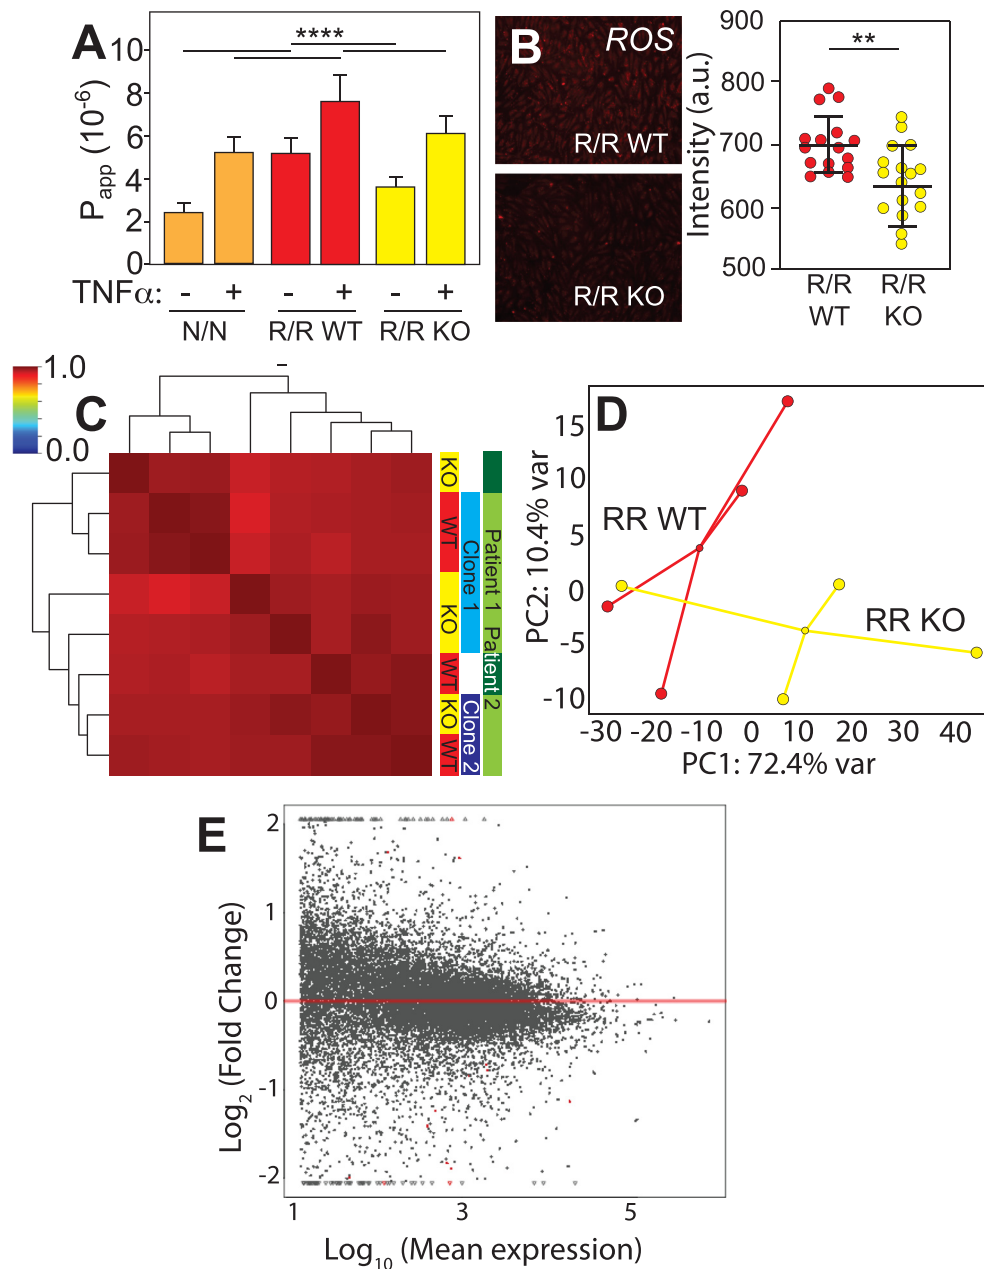 A
****
10
8
6
4
2
0
P app (10-6)
TNFα: - + - + - +
N/N R/R WT R/R KO
B
ROS
R/R WT
R/R KO
**
900
800
700
600
500
Intensity (a.u.)
R/R WT
R/R KO
C
1.0
0.0
KO
WT
KO
WT
KO
WT
Clone 1
Clone 2
Patient 1
Patient 2
D
15
10
5
0
-5
-10
PC2: 10.4% var
RR WT
RR KO
-30 -20 -10 0 10 20 30 40
PC1: 72.4% var
E
2
1
0
-1
-2
Log2 (Fold Change)
1 3 5
Log10 (Mean expression)